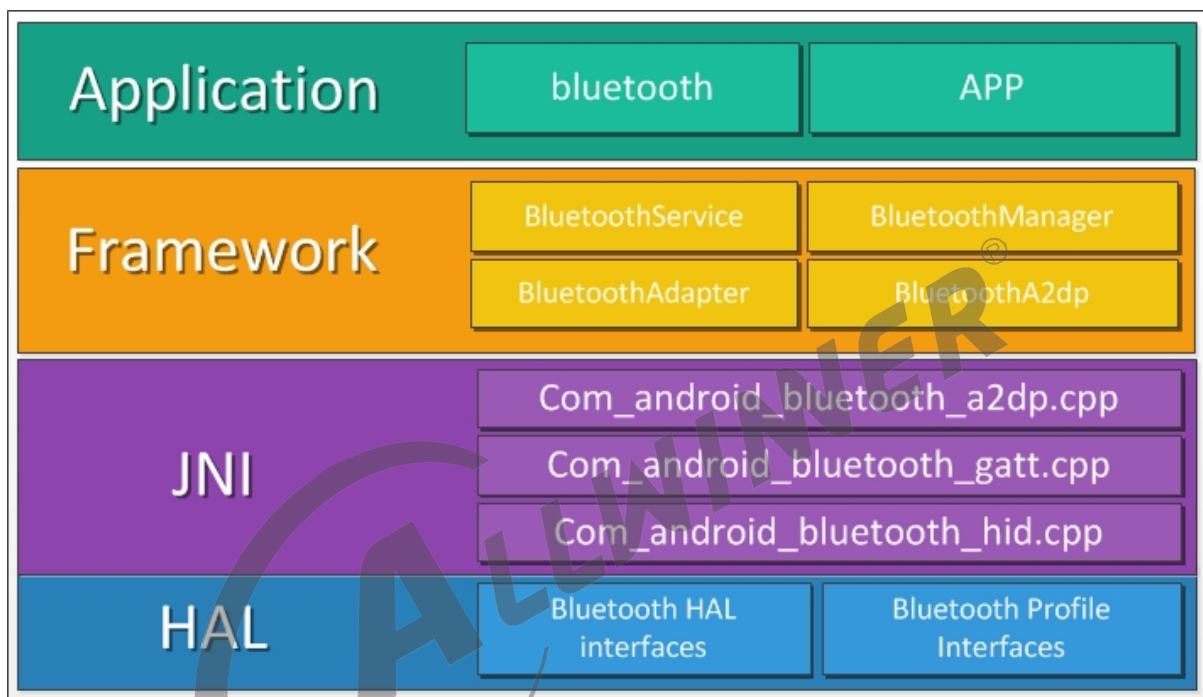 Application
bluetooth
APP
Framework
BluetoothService
BluetoothManager
BluetoothAdapter
BluetoothA2dp
JNI
Com_android_bluetooth_a2dp.cpp
Com_android_bluetooth_gatt.cpp
Com_android_bluetooth_hid.cpp
HAL
Bluetooth HAL
interfaces
Bluetooth Profile
Interfaces
ALLWINNER®